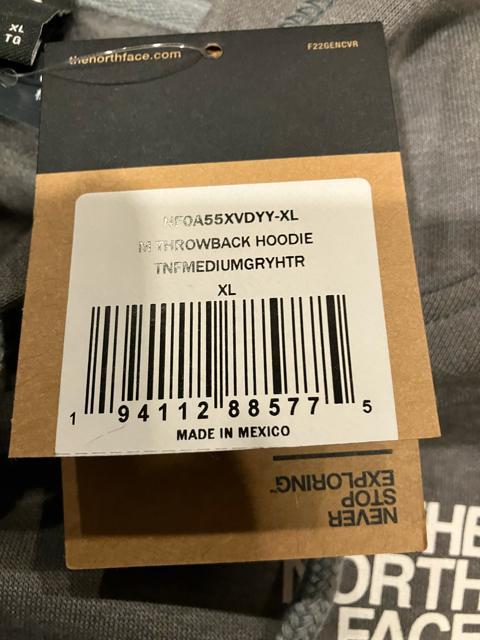 XL
TG
thenorthface.com
F22GENCVR
NF0A55XVDYY-XL
M THROWBACK HOODIE
TNFMEDIUMGRYHTR
XL
1 94112 88577 5
MADE IN MEXICO
NEVER
STOP
EXPLORING™
THE
NORTH
FACE